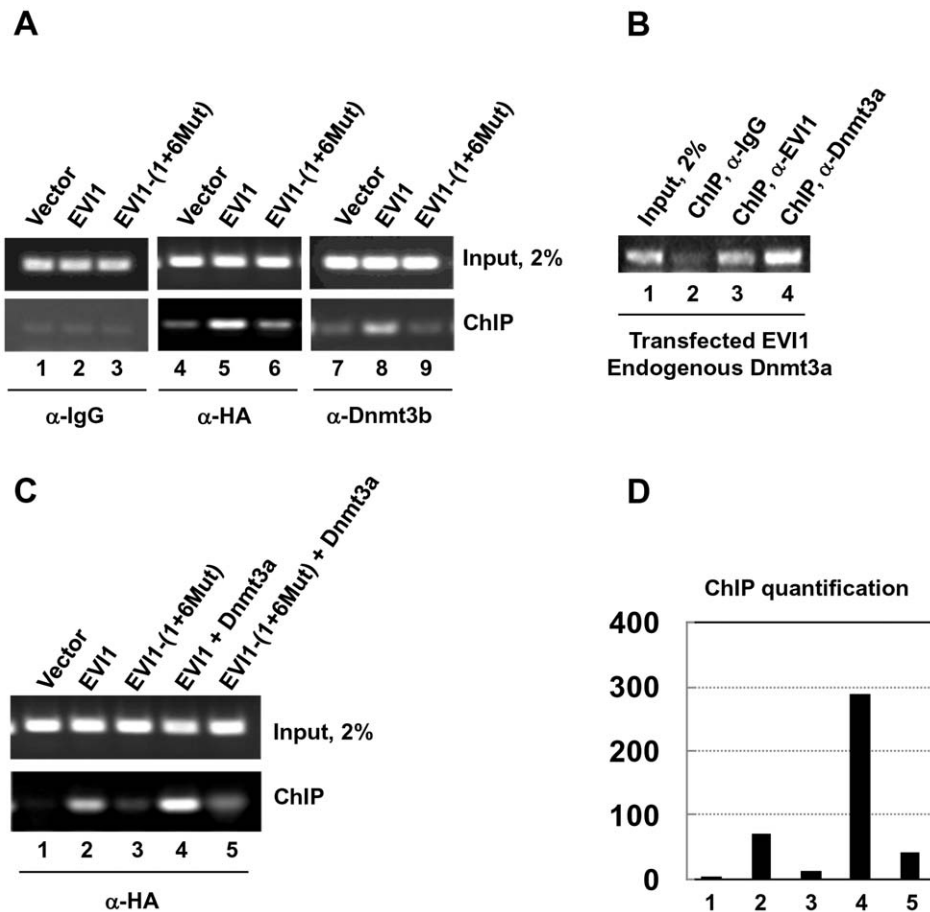 A
Vector
EVI1
EVI1-(1+6Mut)
Vector
EVI1
EVI1-(1+6Mut)
Vector
EVI1
EVI1-(1+6Mut)
Input, 2%
ChIP
1 2 3 4 5 6 7 8 9
α-IgG α-HA α-Dnmt3b
B
Input, 2%
ChIP, α-IgG
ChIP, α-EVI1
ChIP, α-Dnmt3a
1 2 3 4
Transfected EVI1
Endogenous Dnmt3a
C
Vector
EVI1
EVI1-(1+6Mut)
EVI1 + Dnmt3a
EVI1-(1+6Mut) + Dnmt3a
Input, 2%
ChIP
1 2 3 4 5
α-HA
D
ChIP quantification
400
300
200
100
0
1 2 3 4 5